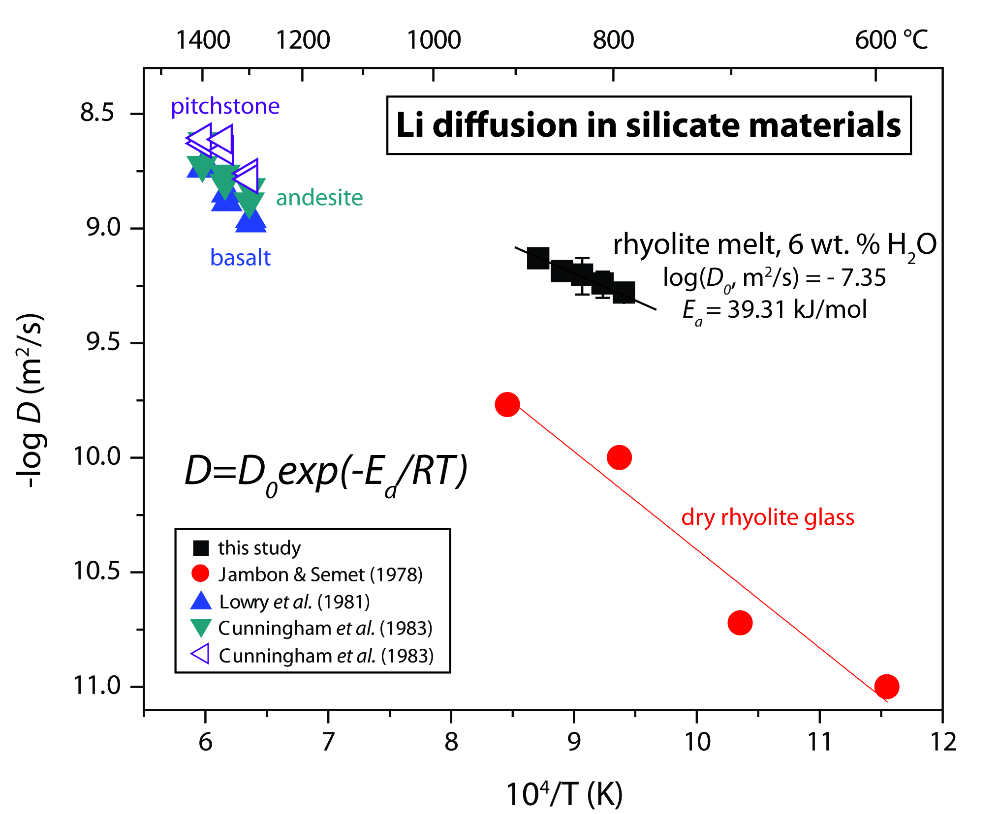 1400 1200 1000 800 600 °C
pitchstone
Li diffusion in silicate materials
8.5
andesite
9.0
basalt
rhyolite melt, 6 wt. % H₂O
log(D₀, m²/s) = - 7.35
Eₐ= 39.31 kJ/mol
9.5
-log D (m²/s)
10.0
D=D₀exp(-Eₐ/RT)
dry rhyolite glass
10.5
11.0
this study
Jambon & Semet (1978)
Lowry et al. (1981)
Cunningham et al. (1983)
Cunningham et al. (1983)
6 7 8 9 10 11 12
10⁴/T (K)